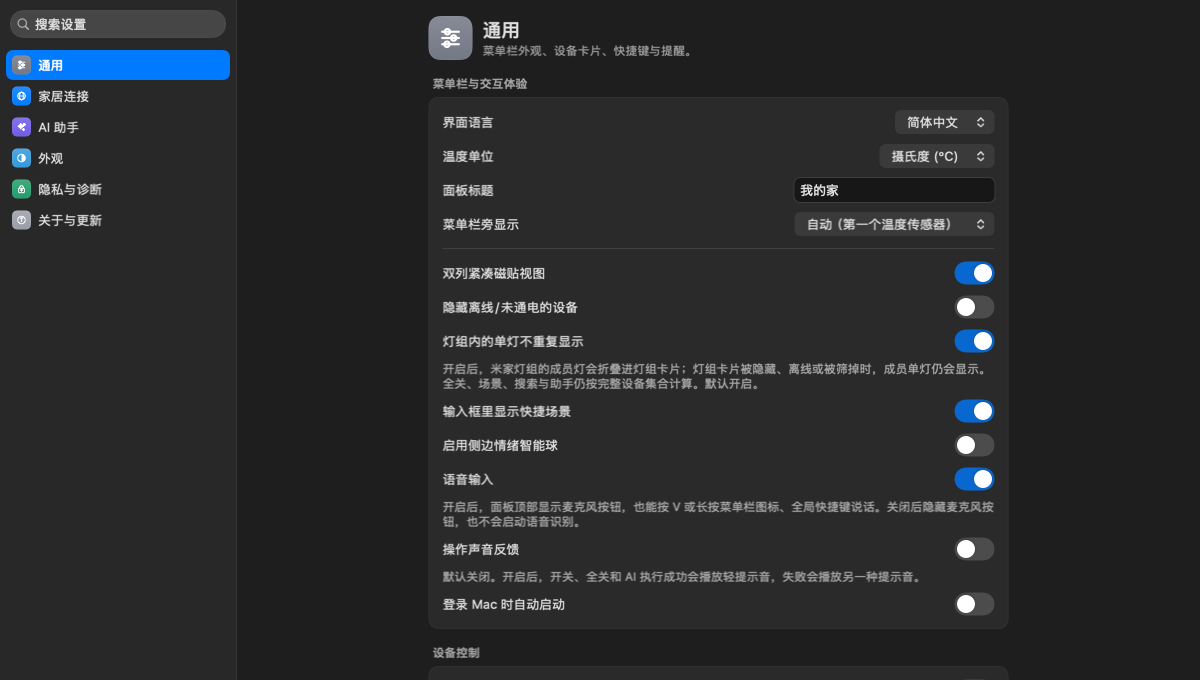 搜索设置
通用
家居连接
AI 助手
外观
隐私与诊断
关于与更新
通用
菜单栏外观、设备卡片、快捷键与提醒。
菜单栏与交互体验
界面语言
简体中文
温度单位
摄氏度 (°C)
面板标题
我的家
菜单栏旁显示
自动（第一个温度传感器）
双列紧凑磁贴视图
隐藏离线/未通电的设备
灯组内的单灯不重复显示
开启后，米家灯组的成员灯会折叠进灯组卡片；灯组卡片被隐藏、离线或被筛掉时，成员单灯仍会显示。
全关、场景、搜索与助手仍按完整设备集合计算。默认开启。
输入框里显示快捷场景
启用侧边情绪智能球
语音输入
开启后，面板顶部显示麦克风按钮，也能按 V 或长按菜单栏图标、全局快捷键说话。关闭后隐藏麦克风按
钮，也不会启动语音识别。
操作声音反馈
默认关闭。开启后，开关、全关和 AI 执行成功会播放轻提示音，失败会播放另一种提示音。
登录 Mac 时自动启动
设备控制